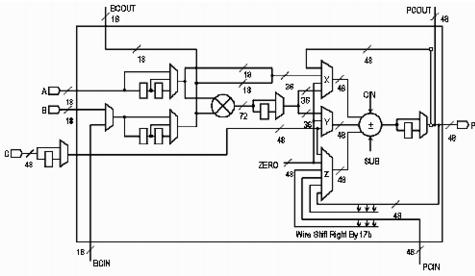 BCOUT
PCOUT
18
48
18
48
A
18
18
36
18
X
48
CIN
36
B
18
72
36
Y
48
±
P
48
C
48
48
ZERO
48
Z
48
SUB
48
Wire Shift Right By 17b
18
BCIN
48
PCIN